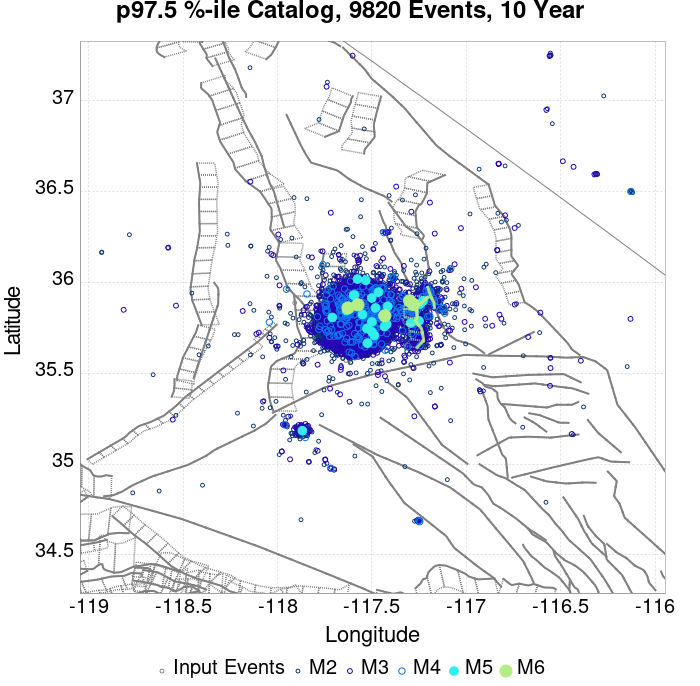 p97.5 %-ile Catalog, 9820 Events, 10 Year
37
36.5
36
35.5
35
34.5
Latitude
-119 -118.5 -118 -117.5 -117 -116.5 -116
Longitude
Input Events M2 M3 M4 M5 M6